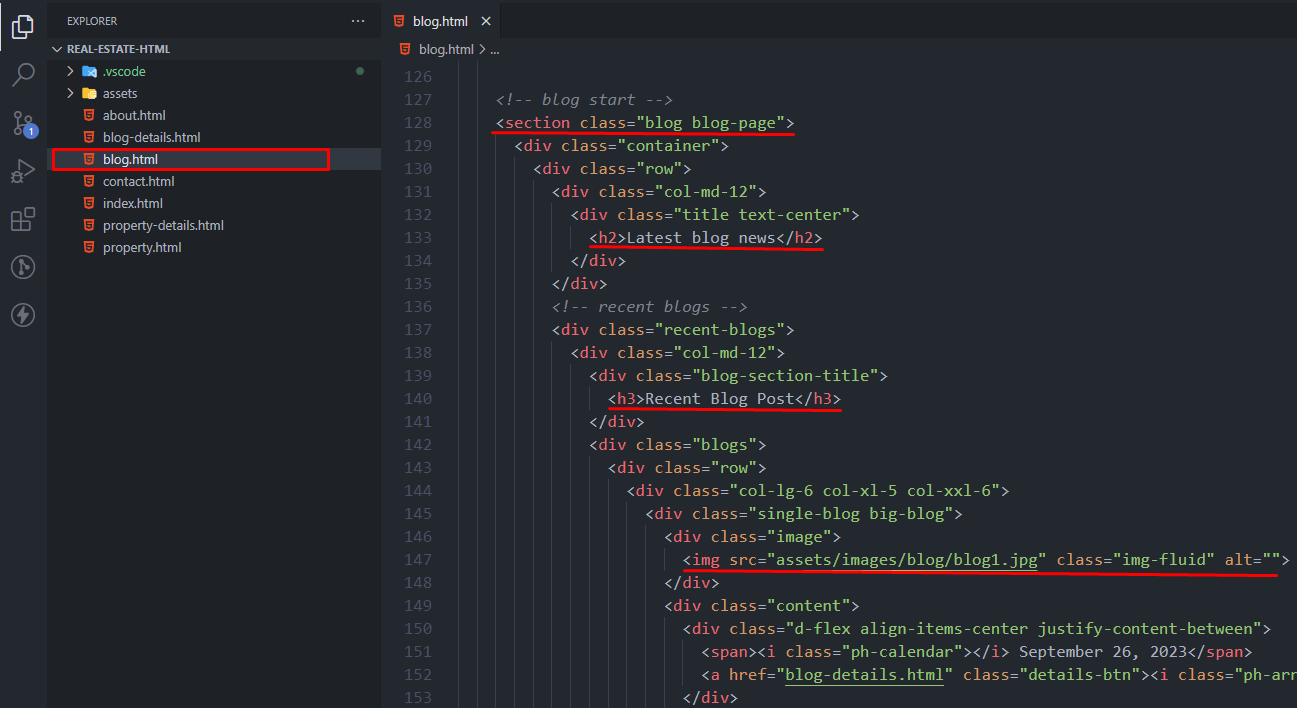 EXPLORER ...
REAL-ESTATE-HTML
.vscode
assets
about.html
blog-details.html
blog.html
contact.html
index.html
property-details.html
property.html
1
blog.html
blog.html > ...
126
127 <!-- blog start -->
128 <section class="blog blog-page">
129 <div class="container">
130 <div class="row">
131 <div class="col-md-12">
132 <div class="title text-center">
133 <h2>Latest blog news</h2>
134 </div>
135 </div>
136 <!-- recent blogs -->
137 <div class="recent-blogs">
138 <div class="col-md-12">
139 <div class="blog-section-title">
140 <h3>Recent Blog Post</h3>
141 </div>
142 <div class="blogs">
143 <div class="row">
144 <div class="col-lg-6 col-xl-5 col-xxl-6">
145 <div class="single-blog big-blog">
146 <div class="image">
147 <img src="assets/images/blog/blog1.jpg" class="img-fluid" alt="">
148 </div>
149 <div class="content">
150 <div class="d-flex align-items-center justify-content-between">
151 <span><i class="ph-calendar"></i> September 26, 2023</span>
152 <a href="blog-details.html" class="details-btn"><i class="ph-arr
153 </div>